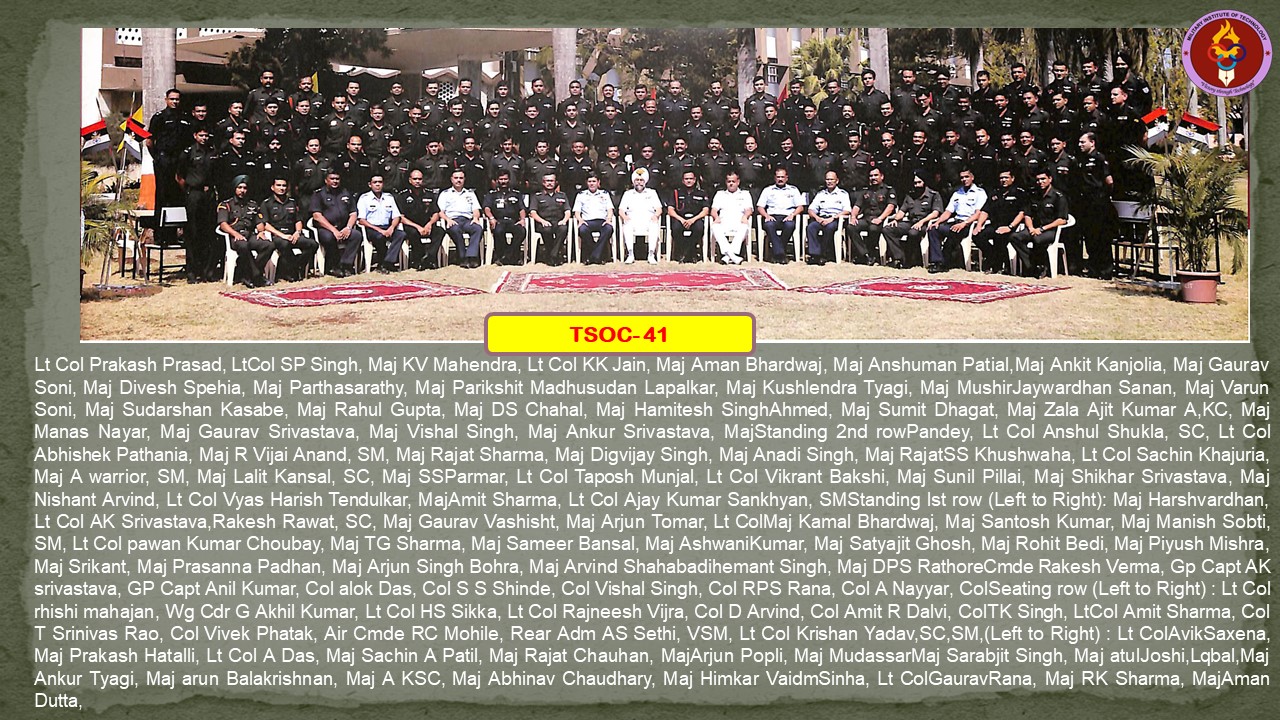 MILITARY INSTITUTE OF TECHNOLOGY
TSOC- 41
Lt Col Prakash Prasad, LtCol SP Singh, Maj KV Mahendra, Lt Col KK Jain, Maj Aman Bhardwaj, Maj Anshuman Patial,Maj Ankit Kanjolia, Maj Gaurav
Soni, Maj Divesh Spehia, Maj Parthasarathy, Maj Parikshit Madhusudan Lapalkar, Maj Kushlendra Tyagi, Maj MushirJaywardhan Sanan, Maj Varun
Soni, Maj Sudarshan Kasabe, Maj Rahul Gupta, Maj DS Chahal, Maj Hamitesh SinghAhmed, Maj Sumit Dhagat, Maj Zala Ajit Kumar A,KC, Maj
Manas Nayar, Maj Gaurav Srivastava, Maj Vishal Singh, Maj Ankur Srivastava, MajStanding 2nd rowPandey, Lt Col Anshul Shukla, SC, Lt Col
Abhishek Pathania, Maj R Vijai Anand, SM, Maj Rajat Sharma, Maj Digvijay Singh, Maj Anadi Singh, Maj RajatSS Khushwaha, Lt Col Sachin Khajuria,
Maj A warrior, SM, Maj Lalit Kansal, SC, Maj SSParmar, Lt Col Taposh Munjal, Lt Col Vikrant Bakshi, Maj Sunil Pillai, Maj Shikhar Srivastava, Maj
Nishant Arvind, Lt Col Vyas Harish Tendulkar, MajAmit Sharma, Lt Col Ajay Kumar Sankhyan, SMStanding Ist row (Left to Right): Maj Harshvardhan,
Lt Col AK Srivastava,Rakesh Rawat, SC, Maj Gaurav Vashisht, Maj Arjun Tomar, Lt ColMaj Kamal Bhardwaj, Maj Santosh Kumar, Maj Manish Sobti,
SM, Lt Col pawan Kumar Choubay, Maj TG Sharma, Maj Sameer Bansal, Maj AshwaniKumar, Maj Satyajit Ghosh, Maj Rohit Bedi, Maj Piyush Mishra,
Maj Srikant, Maj Prasanna Padhan, Maj Arjun Singh Bohra, Maj Arvind Shahabadihemant Singh, Maj DPS RathoreCmde Rakesh Verma, Gp Capt AK
srivastava, GP Capt Anil Kumar, Col alok Das, Col S S Shinde, Col Vishal Singh, Col RPS Rana, Col A Nayyar, ColSeating row (Left to Right) : Lt Col
rhishi mahajan, Wg Cdr G Akhil Kumar, Lt Col HS Sikka, Lt Col Rajneesh Vijra, Col D Arvind, Col Amit R Dalvi, ColTK Singh, LtCol Amit Sharma, Col
T Srinivas Rao, Col Vivek Phatak, Air Cmde RC Mohile, Rear Adm AS Sethi, VSM, Lt Col Krishan Yadav,SC,SM,(Left to Right) : Lt ColAvikSaxena,
Maj Prakash Hatalli, Lt Col A Das, Maj Sachin A Patil, Maj Rajat Chauhan, MajArjun Popli, Maj MudassarMaj Sarabjit Singh, Maj atulJoshi,Lqbal,Maj
Ankur Tyagi, Maj arun Balakrishnan, Maj A KSC, Maj Abhinav Chaudhary, Maj Himkar VaidmSinha, Lt ColGauravRana, Maj RK Sharma, MajAman
Dutta,